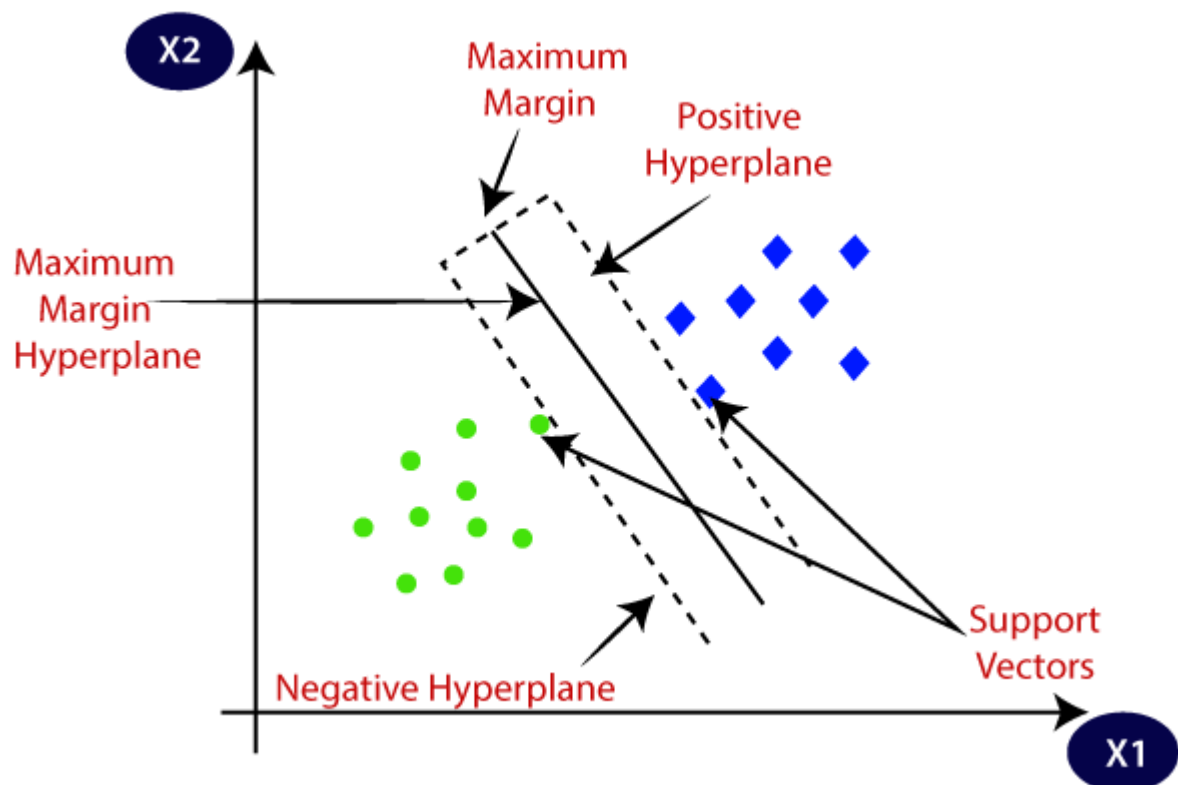 X2
Maximum
Margin
Positive
Hyperplane
Maximum
Margin
Hyperplane
Support
Vectors
Negative Hyperplane
X1